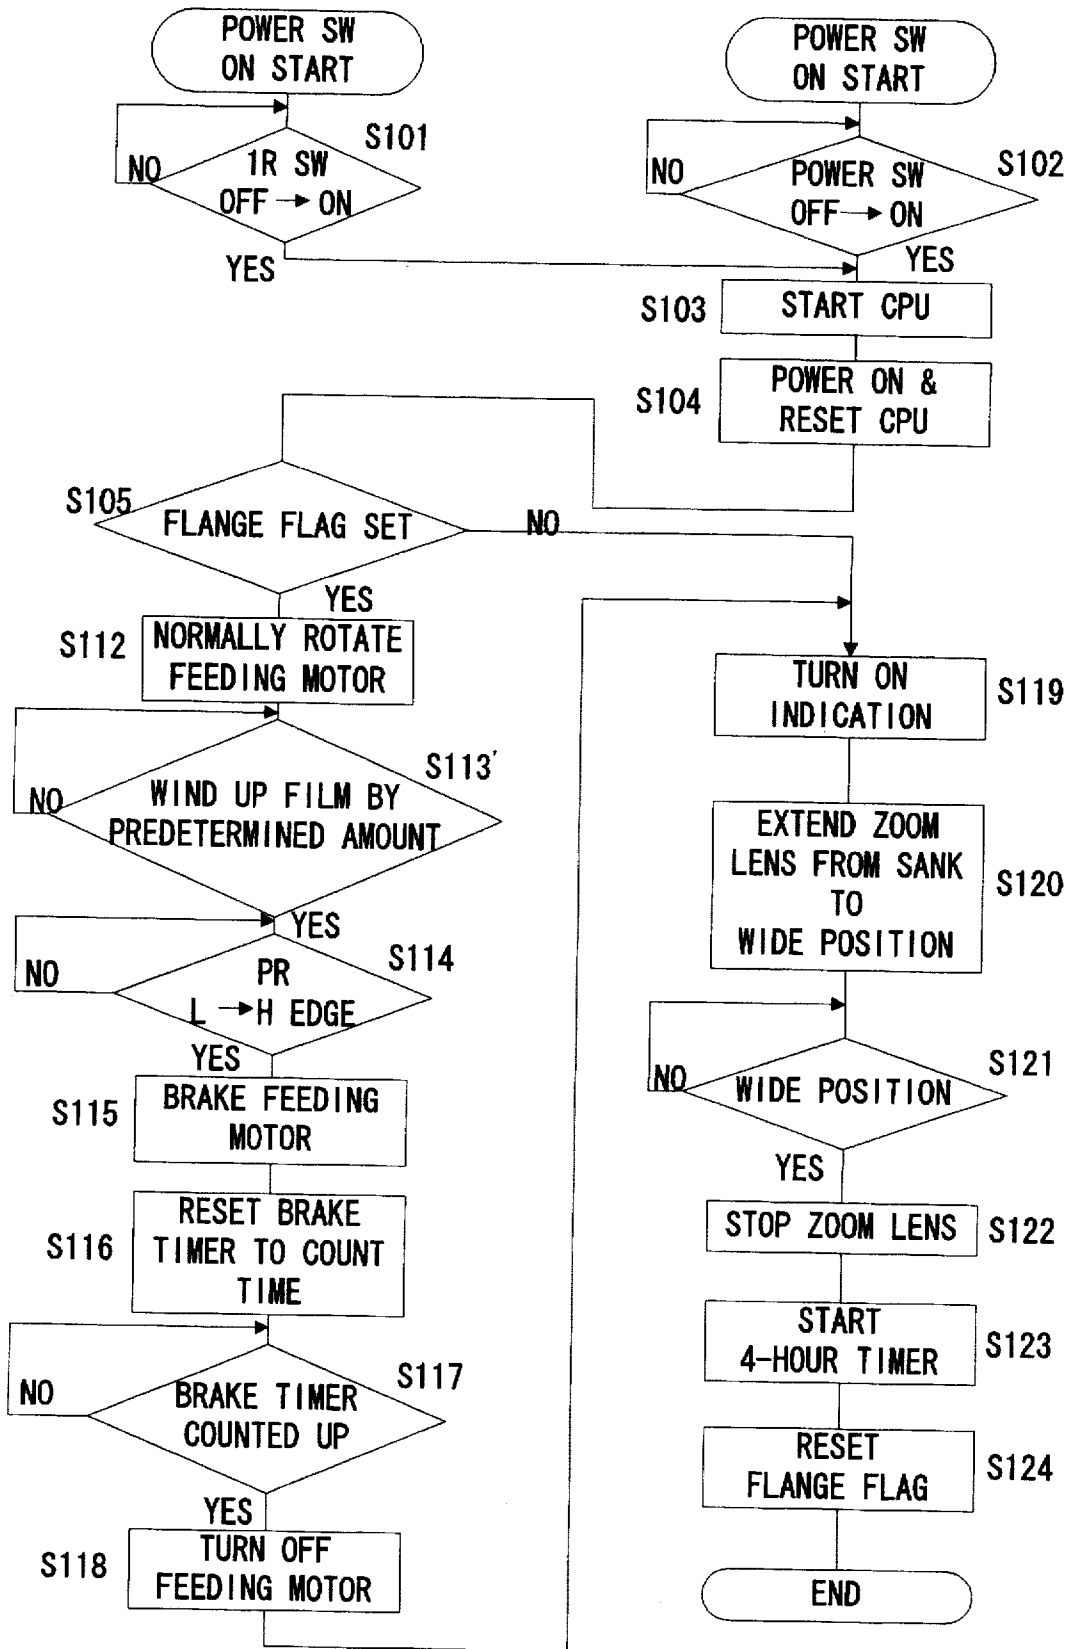 POWER SW
ON START
S101
1R SW
OFF → ON
NO
YES
POWER SW
ON START
S102
POWER SW
OFF → ON
NO
YES
S103
START CPU
S104
POWER ON &
RESET CPU
S105
FLANGE FLAG SET
NO
YES
S112
NORMALLY ROTATE
FEEDING MOTOR
S113'
WIND UP FILM BY
PREDETERMINED AMOUNT
NO
YES
S114
PR
L → H EDGE
NO
YES
S115
BRAKE FEEDING
MOTOR
S116
RESET BRAKE
TIMER TO COUNT
TIME
S117
BRAKE TIMER
COUNTED UP
NO
YES
S118
TURN OFF
FEEDING MOTOR
TURN ON
INDICATION
S119
EXTEND ZOOM
LENS FROM SANK
TO
WIDE POSITION
S120
S121
WIDE POSITION
NO
YES
STOP ZOOM LENS
S122
START
4-HOUR TIMER
S123
RESET
FLANGE FLAG
S124
END